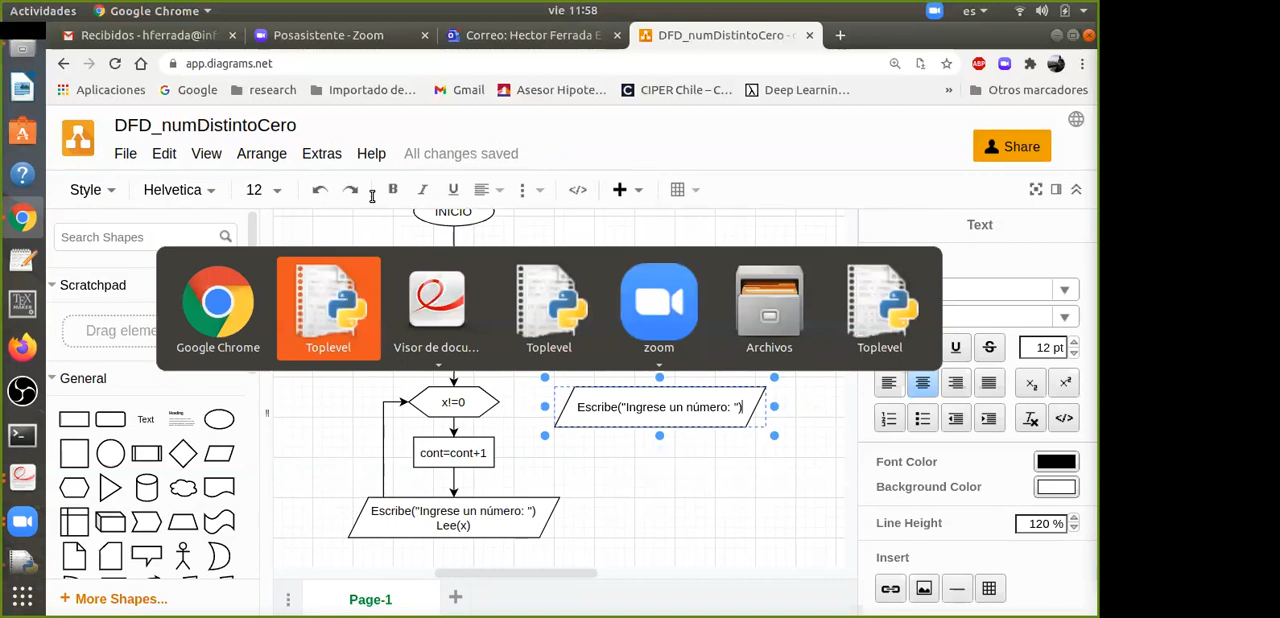 Actividades Google Chrome vie 11:58 es
Recibidos - hferrada@inf Posasistente - Zoom Correo: Hector Ferrada E DFD_numDistintoCero -
app.diagrams.net
Aplicaciones Google research Importado de... Gmail Asesor Hipote... CIPER Chile – C... Deep Learnin... » Otros marcadores
DFD_numDistintoCero
File Edit View Arrange Extras Help All changes saved
Share
Style Helvetica 12
INICIO
Search Shapes
Text
Scratchpad
Drag eleme
Google Chrome Toplevel Visor de docu... Toplevel zoom Archivos Toplevel
12 pt
General
x!=0
Escribe("Ingrese un número: ")
Text
Heading
cont=cont+1
Font Color
Background Color
Escribe("Ingrese un número: ")
Lee(x)
Line Height 120 %
Insert
+ More Shapes...
Page-1